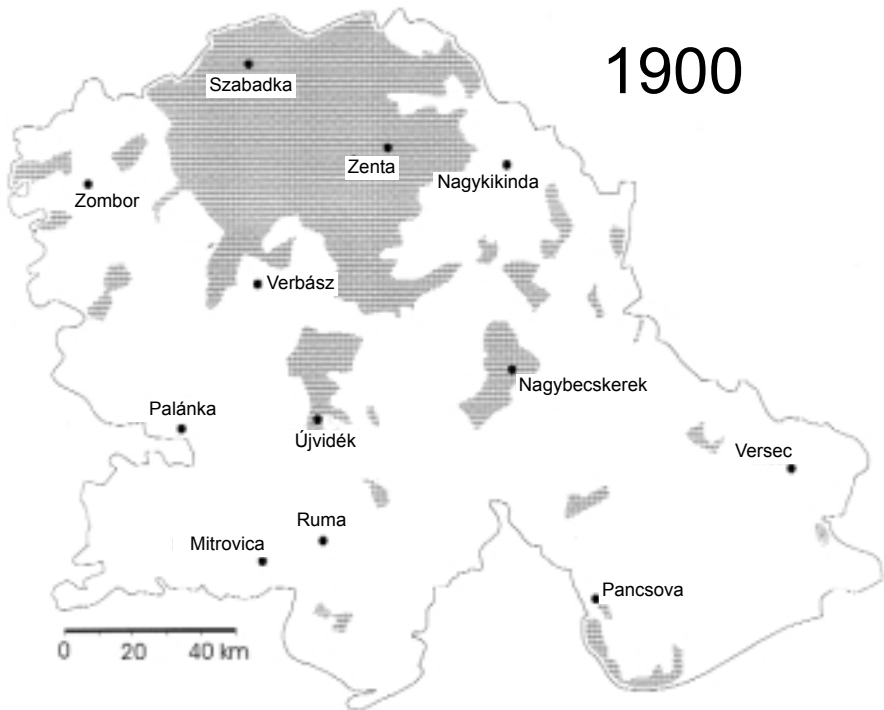 1900
Szabadka
Zenta
Nagykikinda
Zombor
Verbász
Nagybecskerek
Palánka
Újvidék
Versec
Ruma
Mitrovica
Pancsova
0 20 40 km